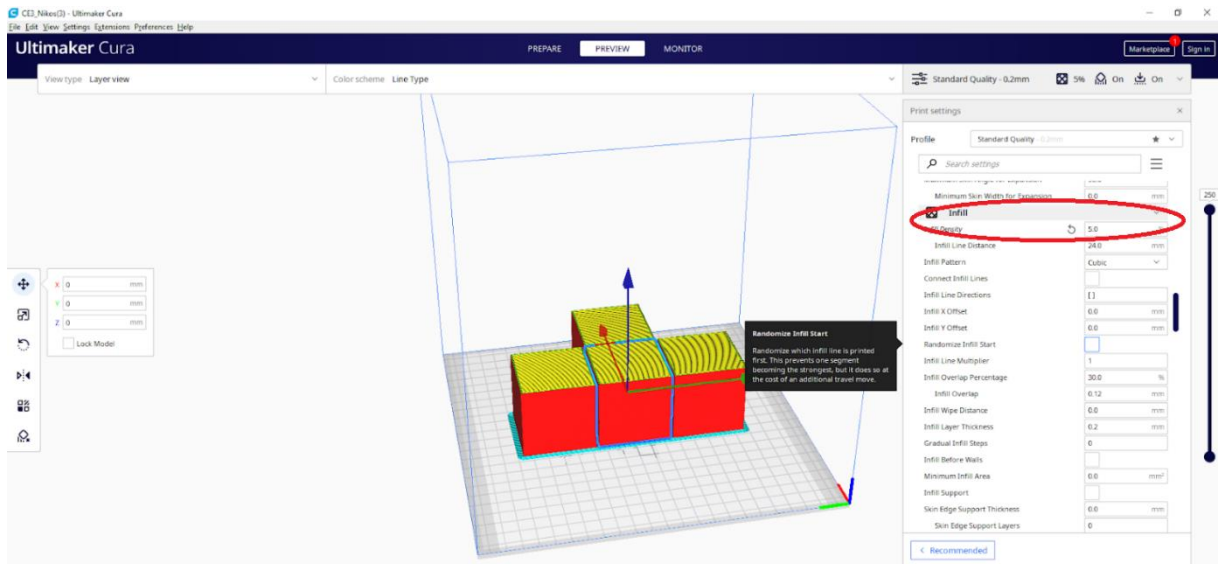 CE3_Nikos(3) - Ultimaker Cura
File Edit View Settings Extensions Preferences Help
Ultimaker Cura PREPARE PREVIEW MONITOR Marketplace 1 Sign in
View type Layer view Color scheme Line Type Standard Quality - 0.2mm 5% On On
Print settings
Profile Standard Quality - 0.2mm
Search settings
Minimum Skin Width for Expansion 0.0 mm
250
Infill
Density 5.0
Infill Line Distance 24.0 mm
Infill Pattern Cubic
Connect Infill Lines
Infill Line Directions [ ]
Infill X Offset 0.0 mm
Infill Y Offset 0.0 mm
Randomize Infill Start
Infill Line Multiplier 1
Infill Overlap Percentage 30.0 %
Infill Overlap 0.12 mm
Infill Wipe Distance 0.0 mm
Infill Layer Thickness 0.2 mm
Gradual Infill Steps 0
Infill Before Walls
Minimum Infill Area 0.0 mm²
Infill Support
Skin Edge Support Thickness 0.0 mm
Skin Edge Support Layers 0
< Recommended
X 0 mm
Y 0 mm
Z 0 mm
Lock Model
Randomize Infill Start
Randomize which infill line is printed
first. This prevents one segment
becoming the strongest, but it does so at
the cost of an additional travel move.